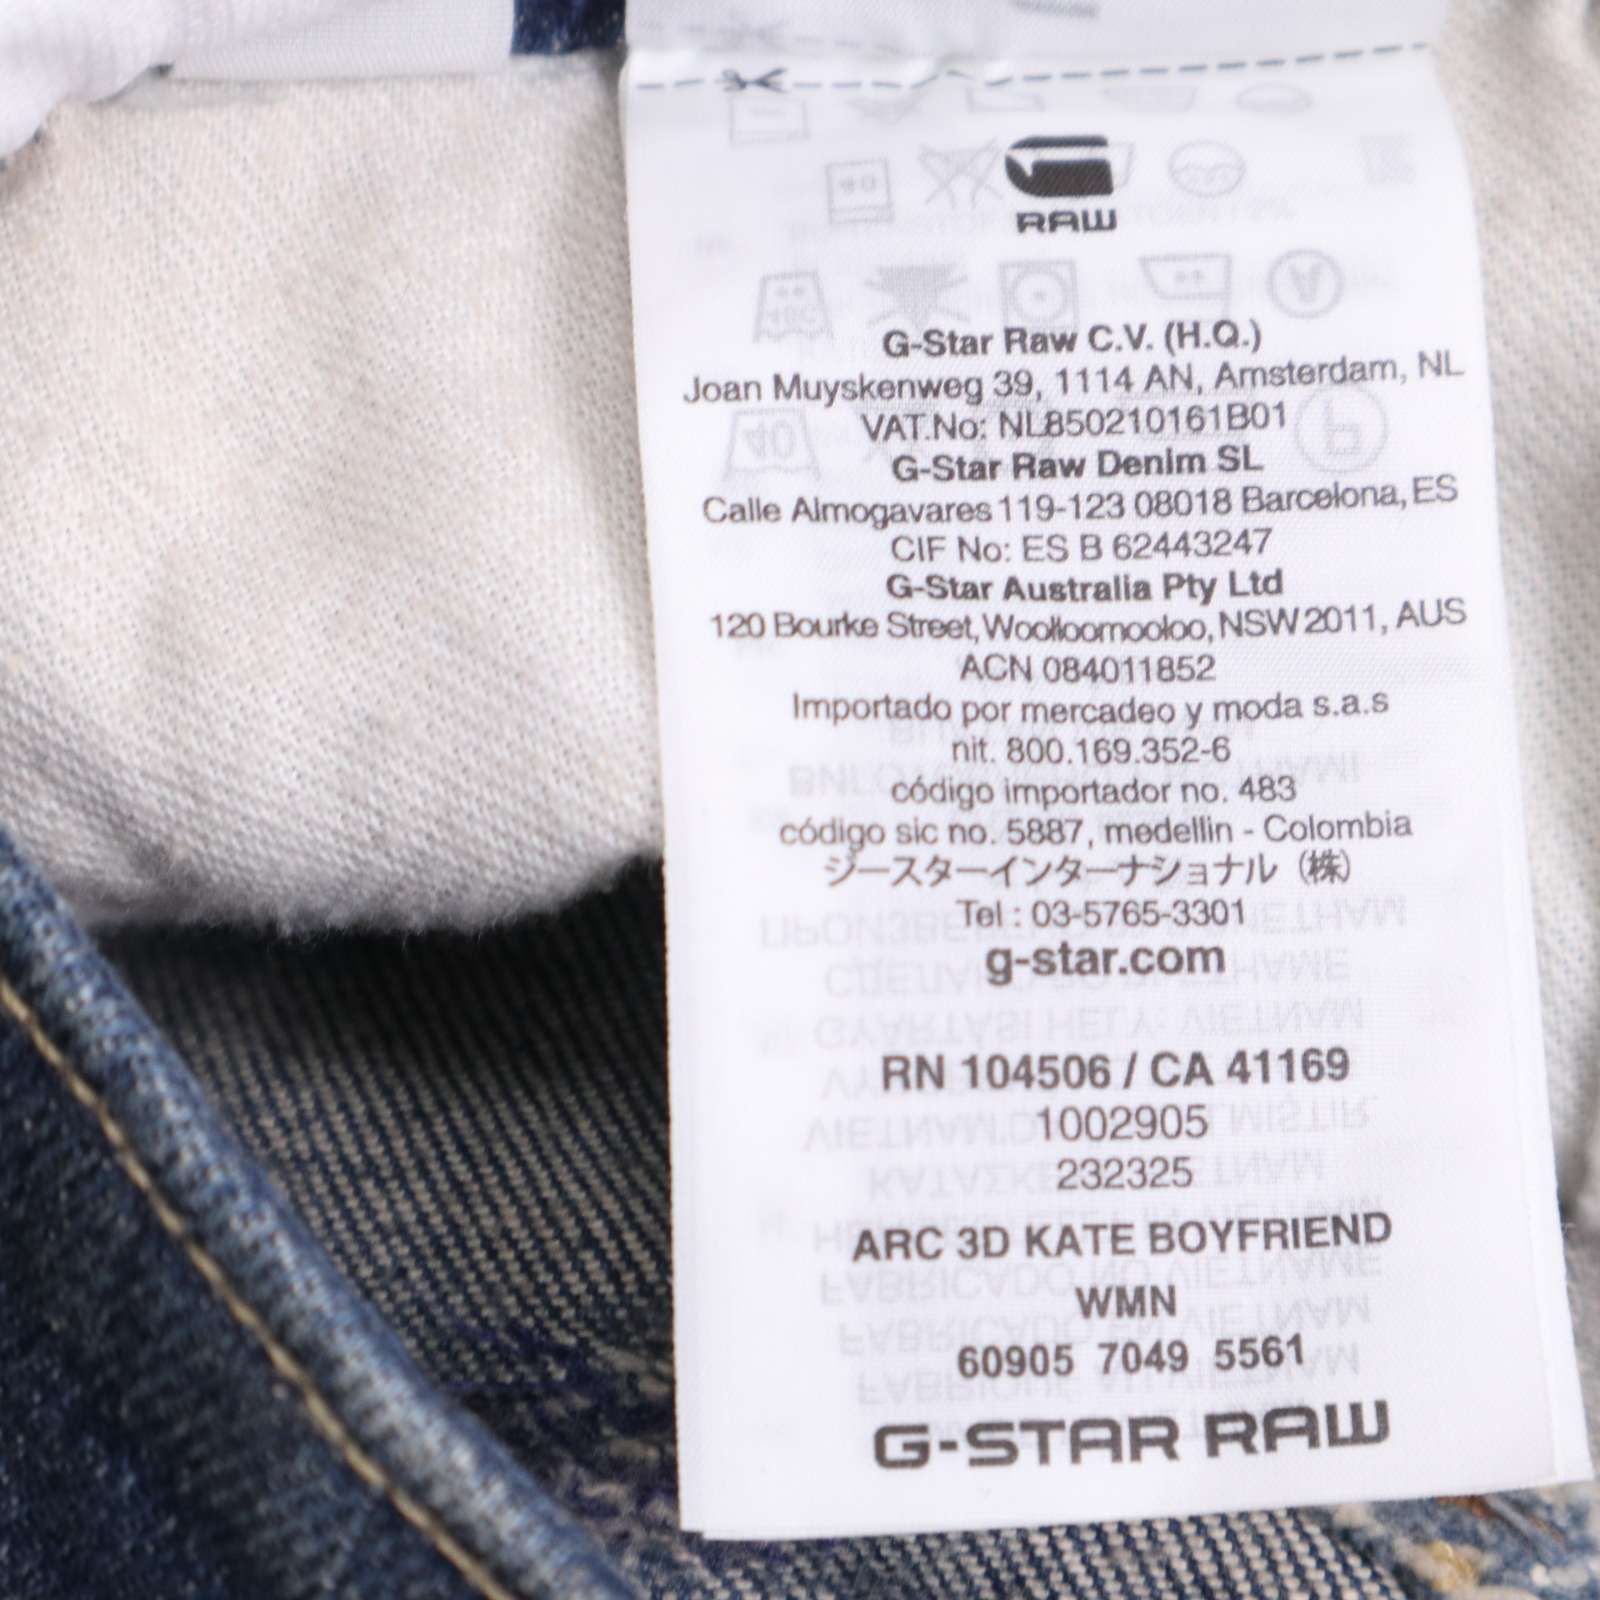 RAW
G-Star Raw C.V. (H.Q.)
Joan Muyskenweg 39, 1114 AN, Amsterdam, NL
VAT.No: NL850210161B01
G-Star Raw Denim SL
Calle Almogavares 119-123 08018 Barcelona, ES
CIF No: ES B 62443247
G-Star Australia Pty Ltd
120 Bourke Street, Woolloomooloo, NSW 2011, AUS
ACN 084011852
Importado por mercadeo y moda s.a.s
nit. 800.169.352-6
código importador no. 483
código sic no. 5887, medellin - Colombia
ジースターインターナショナル（株）
Tel : 03-5765-3301
g-star.com
RN 104506 / CA 41169
1002905
232325
ARC 3D KATE BOYFRIEND
WMN
60905 7049 5561
G-STAR RAW